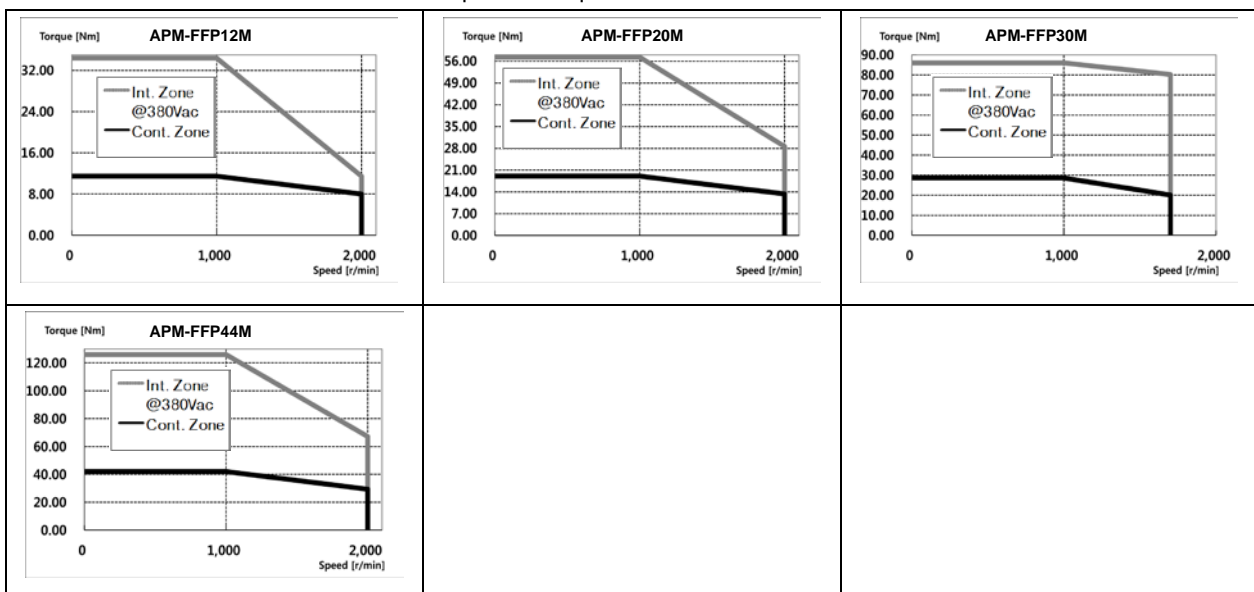 Torque [Nm] APM-FFP12M
32.00
24.00
16.00
8.00
0.00
Int. Zone
@380Vac
Cont. Zone
0 1,000 2,000
Speed [r/min]
Torque [Nm] APM-FFP20M
56.00
49.00
42.00
35.00
28.00
21.00
14.00
7.00
0.00
Int. Zone
@380Vac
Cont. Zone
0 1,000 2,000
Speed [r/min]
Torque [Nm] APM-FFP30M
90.00
80.00
70.00
60.00
50.00
40.00
30.00
20.00
10.00
0.00
Int. Zone
@380Vac
Cont. Zone
0 1,000 2,000
Speed [r/min]
Torque [Nm] APM-FFP44M
120.00
100.00
80.00
60.00
40.00
20.00
0.00
Int. Zone
@380Vac
Cont. Zone
0 1,000 2,000
Speed [r/min]